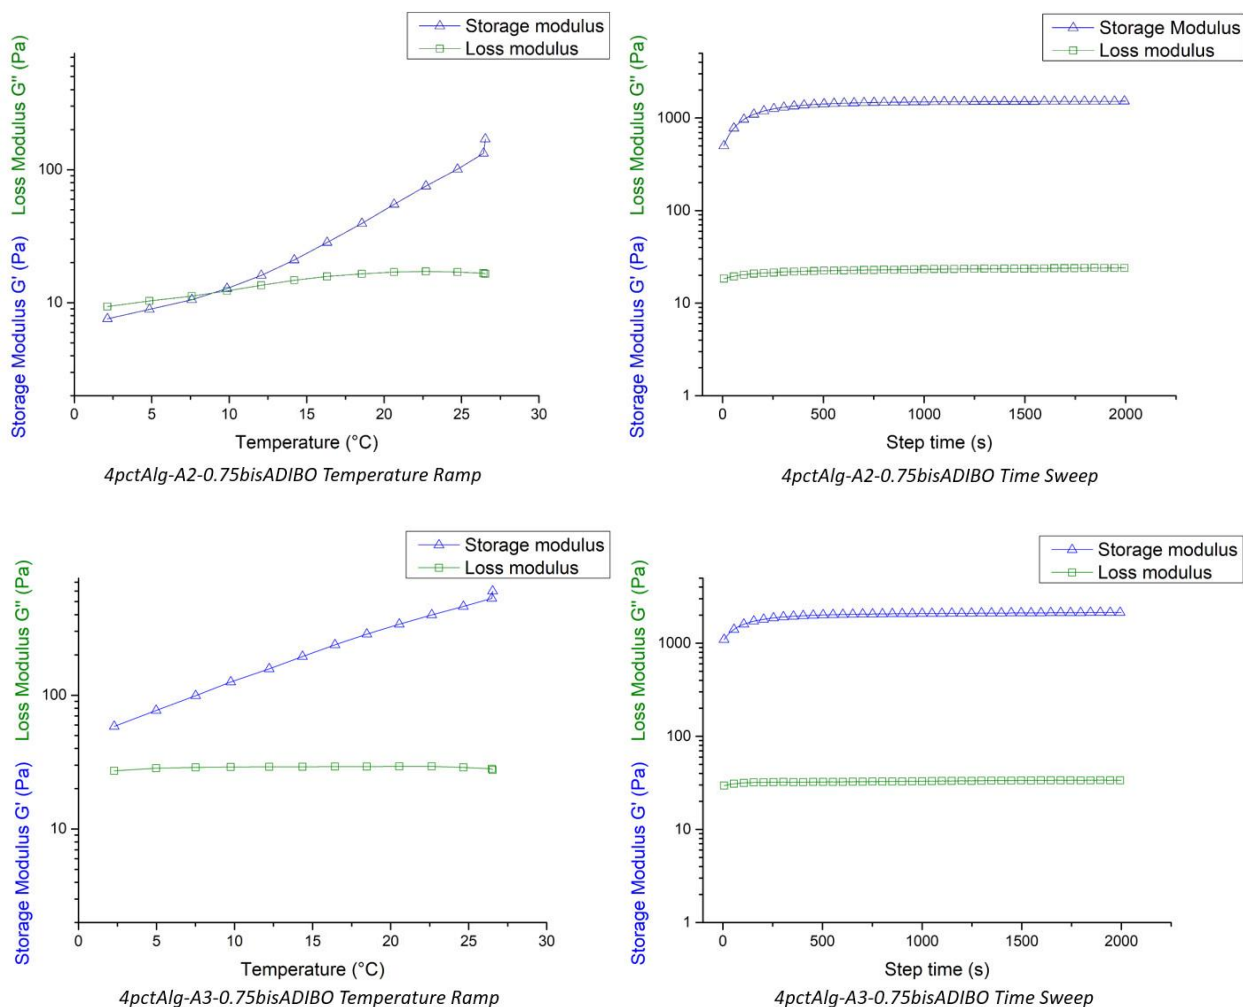 Storage modulus
Loss modulus
Storage Modulus G' (Pa) Loss Modulus G'' (Pa)
100
10
0 5 10 15 20 25 30
Temperature (°C)
4pctAlg-A2-0.75bisADIBO Temperature Ramp
Storage Modulus
Loss modulus
Storage Modulus G' (Pa) Loss Modulus G'' (Pa)
1000
100
10
1
0 500 1000 1500 2000
Step time (s)
4pctAlg-A2-0.75bisADIBO Time Sweep
Storage modulus
Loss modulus
Storage Modulus G' (Pa) Loss Modulus G'' (Pa)
100
10
0 5 10 15 20 25 30
Temperature (°C)
4pctAlg-A3-0.75bisADIBO Temperature Ramp
Storage modulus
Loss modulus
Storage Modulus G' (Pa) Loss Modulus G'' (Pa)
1000
100
10
1
0 500 1000 1500 2000
Step time (s)
4pctAlg-A3-0.75bisADIBO Time Sweep